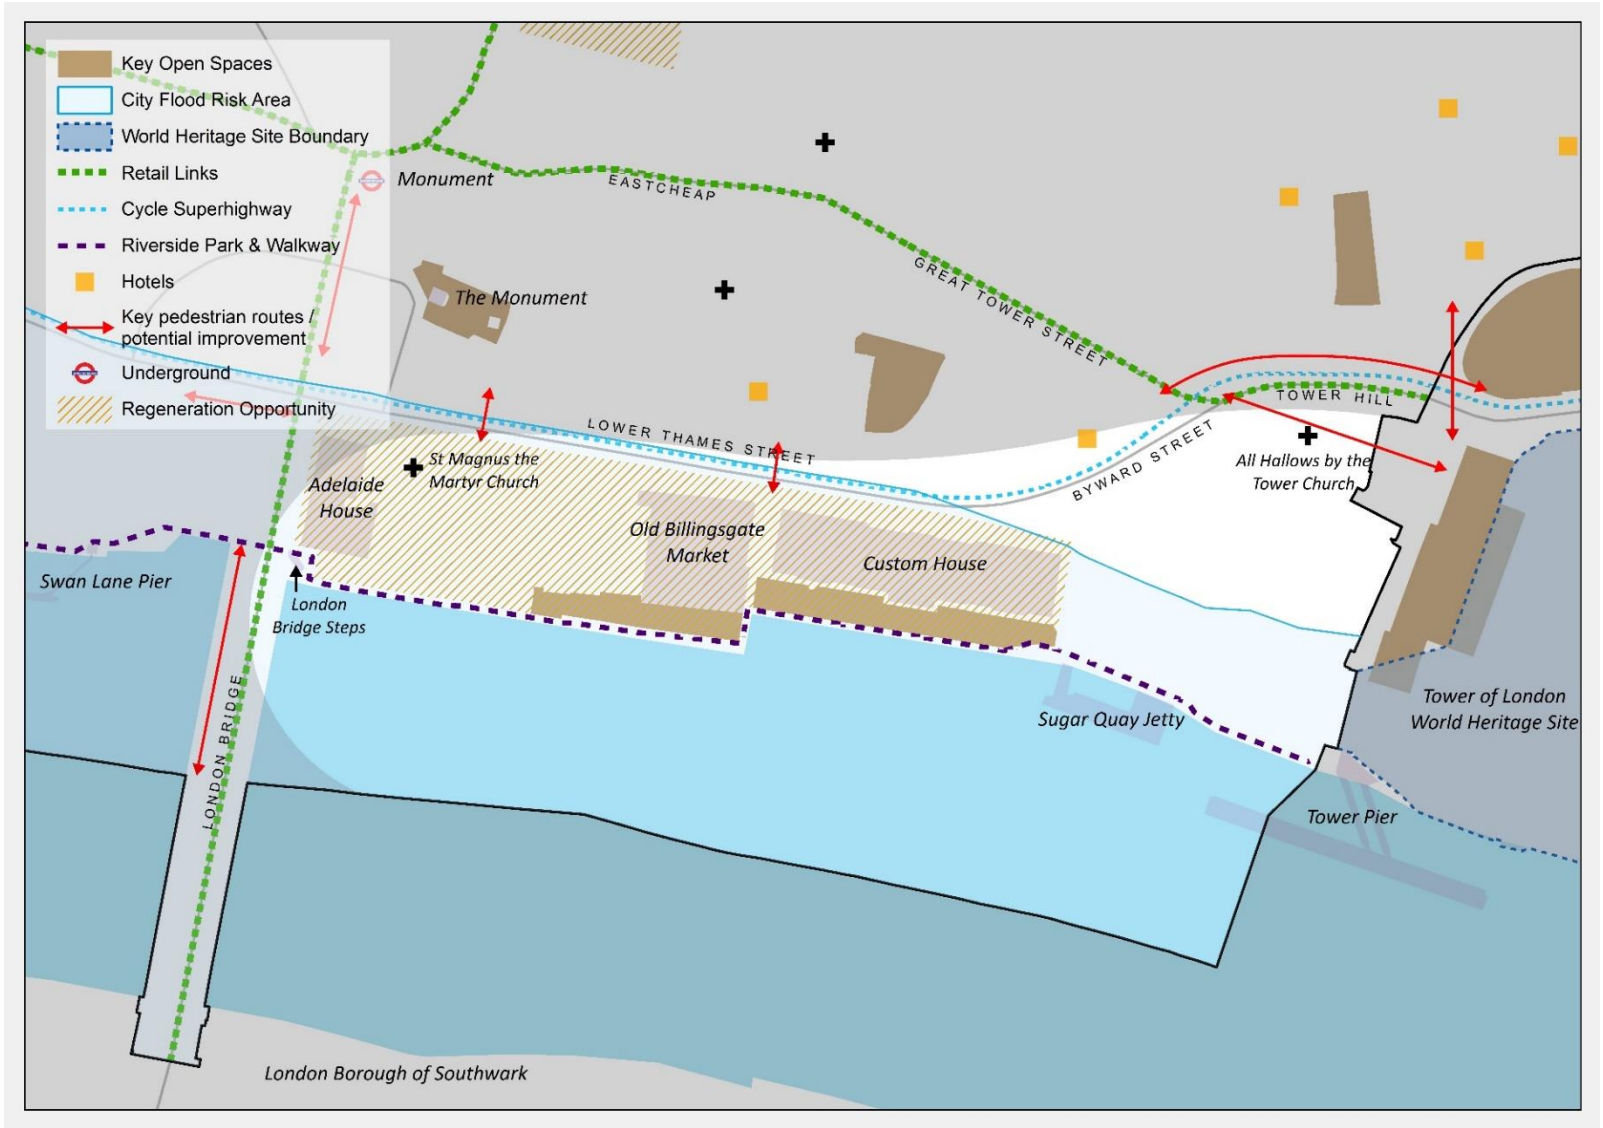 Key Open Spaces
City Flood Risk Area
World Heritage Site Boundary
Retail Links
Cycle Superhighway
Riverside Park & Walkway
Hotels
Key pedestrian routes /
potential improvement
Underground
Regeneration Opportunity
Monument
EASTCHEAP
The Monument
GREAT TOWER STREET
TOWER HILL
LOWER THAMES STREET
BYWARD STREET
St Magnus the
Martyr Church
All Hallows by the
Tower Church
Adelaide
House
Old Billingsgate
Market
Custom House
Swan Lane Pier
London
Bridge Steps
LONDON BRIDGE
Sugar Quay Jetty
Tower of London
World Heritage Site
Tower Pier
London Borough of Southwark